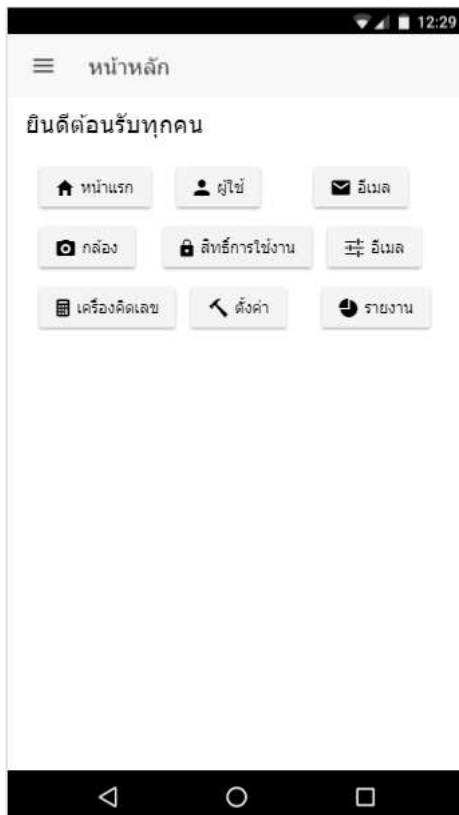 12:29
หน้าหลัก
ยินดีต้อนรับทุกคน
หน้าแรก ผู้ใช้ อีเมล
กล้อง สิทธิ์การใช้งาน อีเมล
เครื่องคิดเลข ตั้งค่า รายงาน